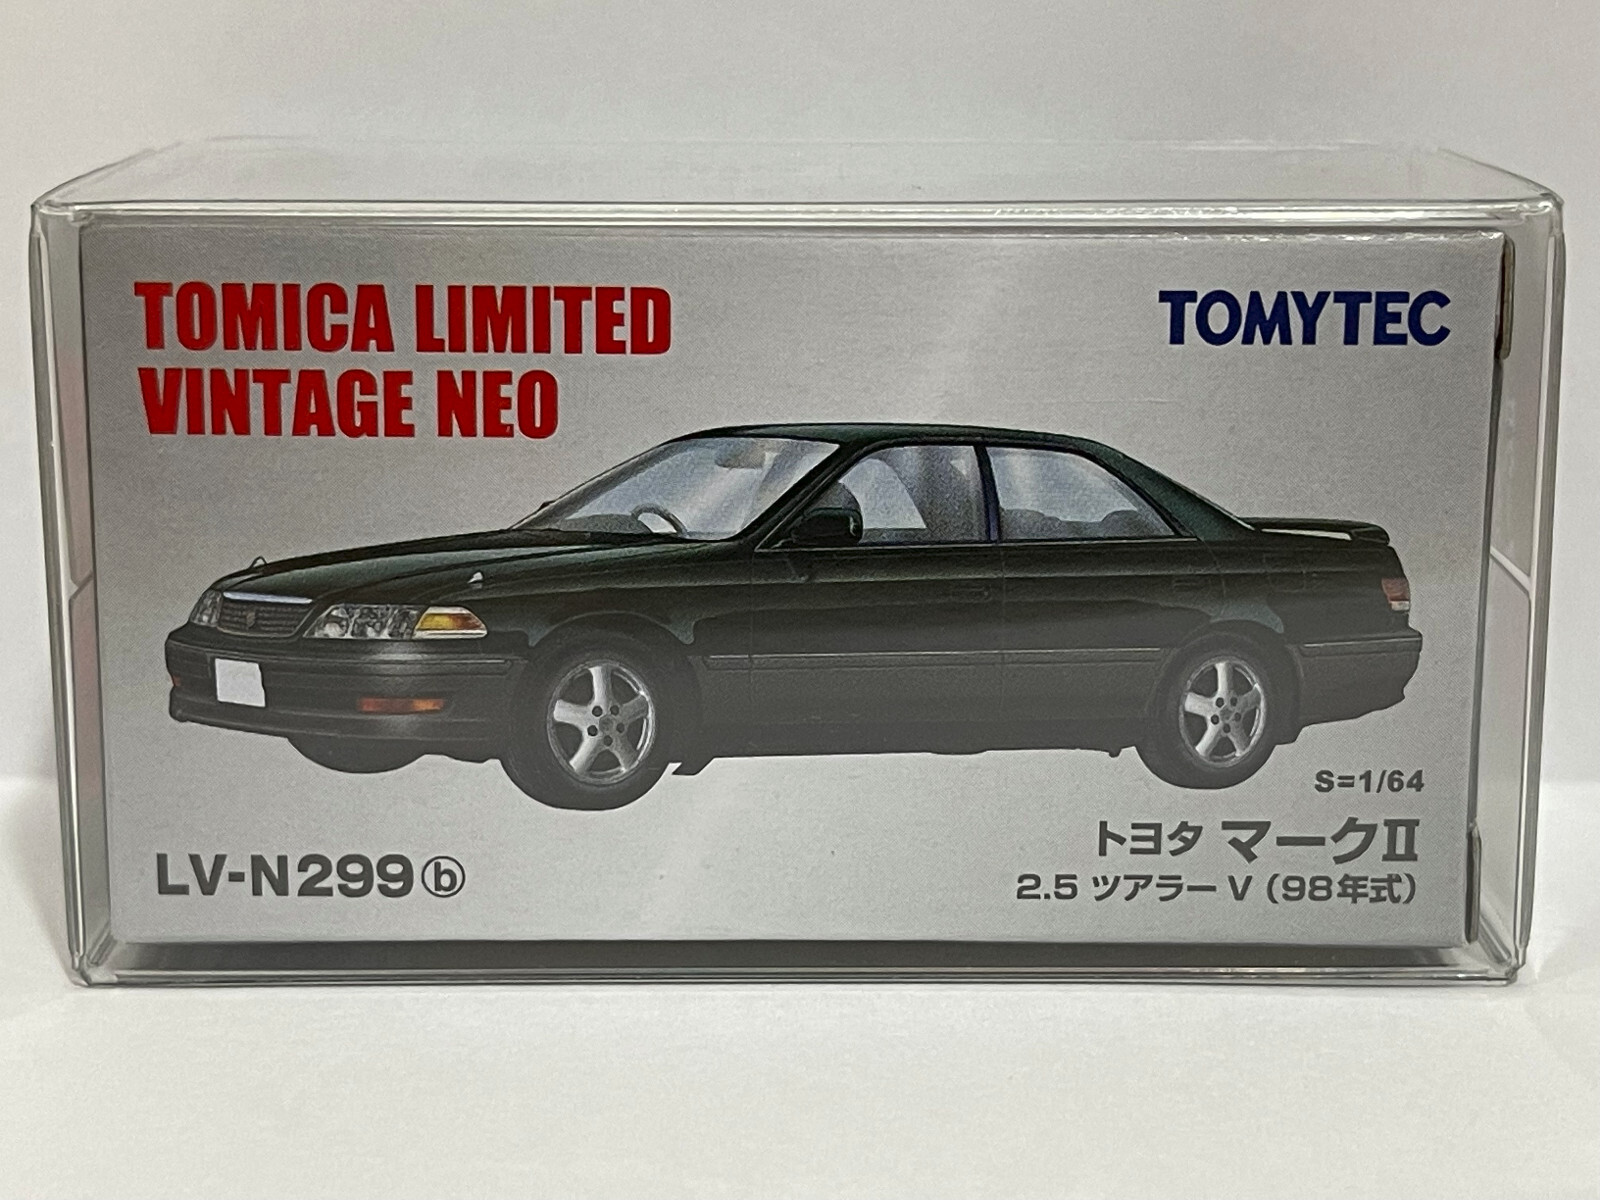 TOMICA LIMITED
VINTAGE NEO
TOMYTEC
S=1/64
LV-N299ⓑ
トヨタ マークII
2.5 ツアラー V (98年式)